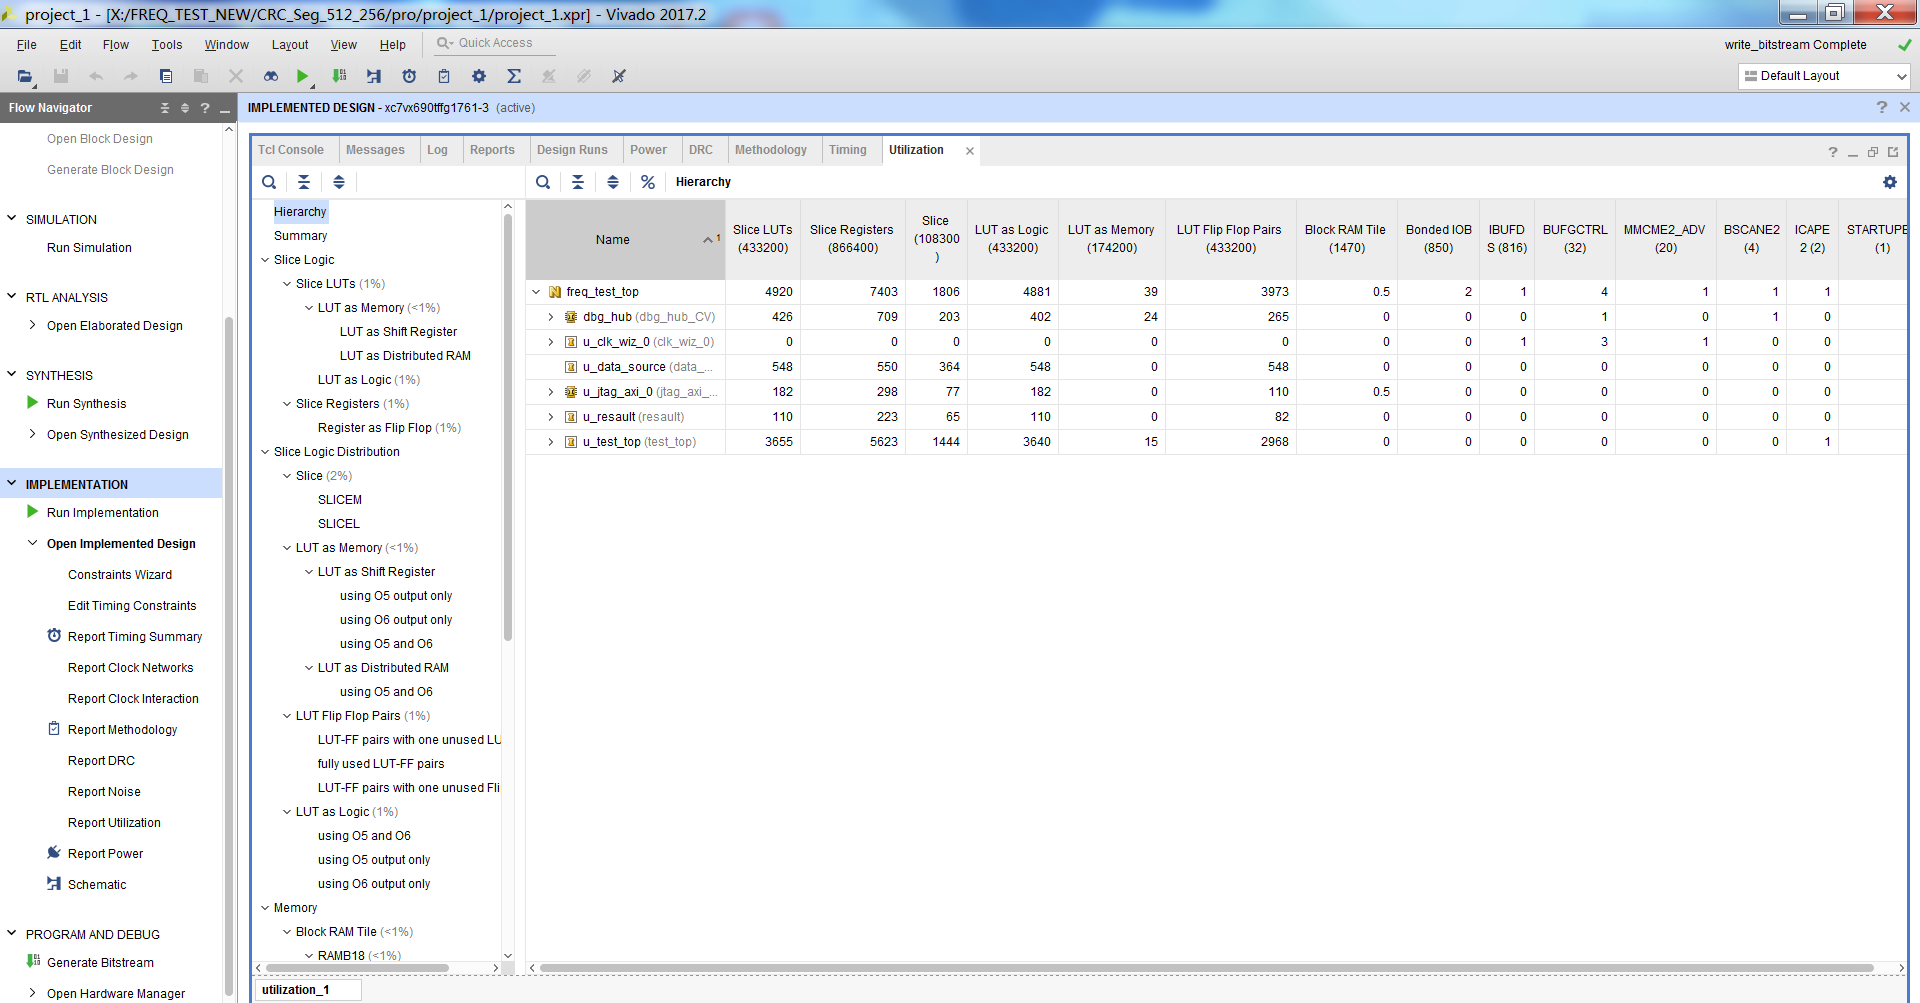 project_1 - [X:/FREQ_TEST_NEW/CRC_Seg_512_256/pro/project_1/project_1.xpr] - Vivado 2017.2
File Edit Flow Tools Window Layout View Help Quick Access
write_bitstream Complete
Default Layout
Flow Navigator
IMPLEMENTED DESIGN - xc7vx690tffg1761-3 (active)
Open Block Design
Generate Block Design
SIMULATION
Run Simulation
RTL ANALYSIS
Open Elaborated Design
SYNTHESIS
Run Synthesis
Open Synthesized Design
IMPLEMENTATION
Run Implementation
Open Implemented Design
Constraints Wizard
Edit Timing Constraints
Report Timing Summary
Report Clock Networks
Report Clock Interaction
Report Methodology
Report DRC
Report Noise
Report Utilization
Report Power
Schematic
PROGRAM AND DEBUG
Generate Bitstream
Open Hardware Manager
Tcl Console Messages Log Reports Design Runs Power DRC Methodology Timing Utilization
Hierarchy
Summary
Slice Logic
Slice LUTs (1%)
LUT as Memory (<1%)
LUT as Shift Register
LUT as Distributed RAM
LUT as Logic (1%)
Slice Registers (1%)
Register as Flip Flop (1%)
Slice Logic Distribution
Slice (2%)
SLICEM
SLICEL
LUT as Memory (<1%)
LUT as Shift Register
using O5 output only
using O6 output only
using O5 and O6
LUT as Distributed RAM
using O5 and O6
LUT Flip Flop Pairs (1%)
LUT-FF pairs with one unused LU
fully used LUT-FF pairs
LUT-FF pairs with one unused Fli
LUT as Logic (1%)
using O5 and O6
using O5 output only
using O6 output only
Memory
Block RAM Tile (<1%)
RAMB18 (<1%)
utilization_1
% Hierarchy
Name 1 Slice LUTs (433200) Slice Registers (866400) Slice (108300) LUT as Logic (433200) LUT as Memory (174200) LUT Flip Flop Pairs (433200) Block RAM Tile (1470) Bonded IOB (850) IBUFDS (816) BUFGCTRL (32) MMCME2_ADV (20) BSCANE2 (4) ICAPE2 (2) STARTUPE (1)
freq_test_top 4920 7403 1806 4881 39 3973 0.5 2 1 4 1 1 1
dbg_hub (dbg_hub_CV) 426 709 203 402 24 265 0 0 0 1 0 1 0
u_clk_wiz_0 (clk_wiz_0) 0 0 0 0 0 0 0 0 1 3 1 0 0
u_data_source (data_... 548 550 364 548 0 548 0 0 0 0 0 0 0
u_jtag_axi_0 (jtag_axi_... 182 298 77 182 0 110 0.5 0 0 0 0 0 0
u_resault (resault) 110 223 65 110 0 82 0 0 0 0 0 0 0
u_test_top (test_top) 3655 5623 1444 3640 15 2968 0 0 0 0 0 0 1